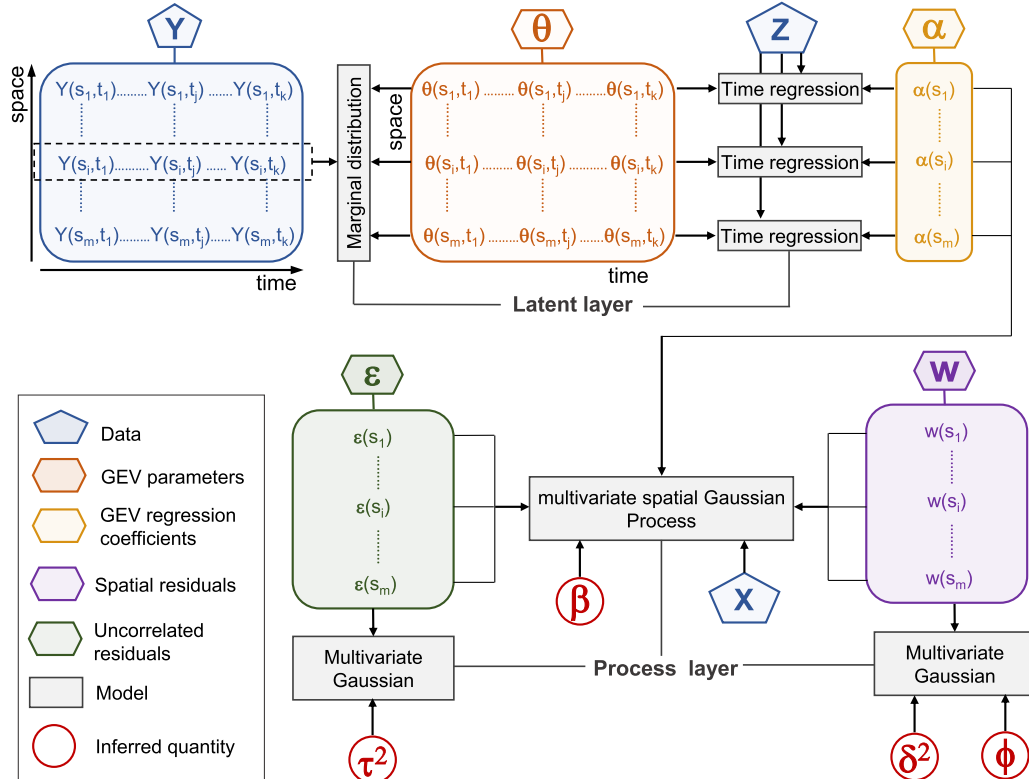 Y
θ
Z
α
space
Y(s1,t1)........Y(s1,tj) ......Y(s1,tk)
Y(si,t1)........Y(si,tj) ...... Y(si,tk)
Y(sm,t1).........Y(sm,tj) ...... Y(sm,tk)
time
Marginal distribution
space
θ(s1,t1) .......θ(s1,tj) .......θ(s1,tk)
θ(si,t1) ........θ(si,tj) .......θ(si,tk)
θ(sm,t1) .......θ(sm,tj) .......θ(sm,tk)
time
Time regression
Time regression
Time regression
α(s1)
α(si)
α(sm)
Latent layer
ε
ε(s1)
ε(si)
ε(sm)
w
w(s1)
w(si)
w(sm)
multivariate spatial Gaussian
Process
β
X
Multivariate
Gaussian
Process layer
Multivariate
Gaussian
τ²
δ²
ϕ
Data
GEV parameters
GEV regression
coefficients
Spatial residuals
Uncorrelated
residuals
Model
Inferred quantity